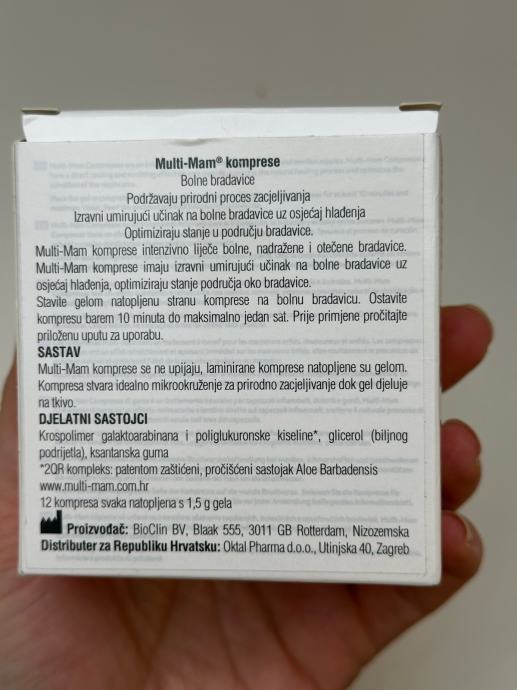 Multi-Mam® komprese
Bolne bradavice
Podržavaju prirodni proces zacjeljivanja
Izravni umirujući učinak na bolne bradavice uz osjećaj hlađenja
Optimiziraju stanje u području bradavice.
Multi-Mam komprese intenzivno liječe bolne, nadražene i otečene bradavice.
Multi-Mam komprese imaju izravni umirujući učinak na bolne bradavice uz
osjećaj hlađenja, optimiziraju stanje područja oko bradavice.
Stavite gelom natopljenu stranu komprese na bolnu bradavicu. Ostavite
kompresu barem 10 minuta do maksimalno jedan sat. Prije primjene pročitajte
priloženu uputu za uporabu.
SASTAV
Multi-Mam komprese se ne upijaju, laminirane komprese natopljene su gelom.
Kompresa stvara idealno mikrookruženje za prirodno zacjeljivanje dok gel djeluje
na tkivo.
DJELATNI SASTOJCI
Krospolimer galaktoarabinana i poliglukuronske kiseline*, glicerol (biljnog
podrijetla), ksantanska guma
*2QR kompleks: patentom zaštićeni, pročišćeni sastojak Aloe Barbadensis
www.multi-mam.com.hr
12 kompresa svaka natopljena s 1,5 g gela
Proizvođač: BioClin BV, Blaak 555, 3011 GB Rotterdam, Nizozemska
Distributer za Republiku Hrvatsku: Oktal Pharma d.o.o., Utinjska 40, Zagreb